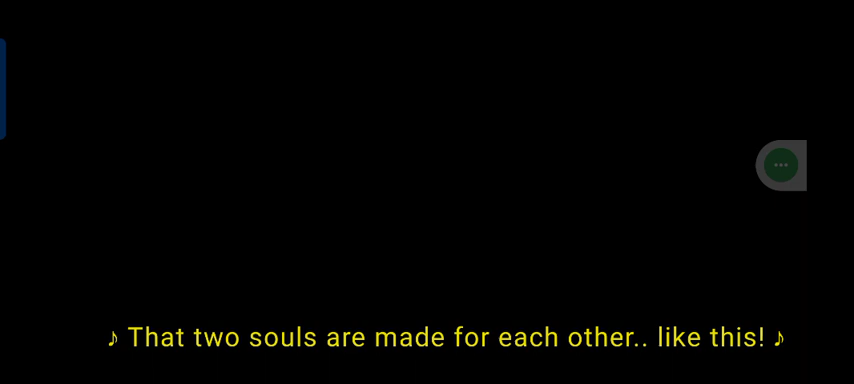 ♪ That two souls are made for each other.. like this! ♪